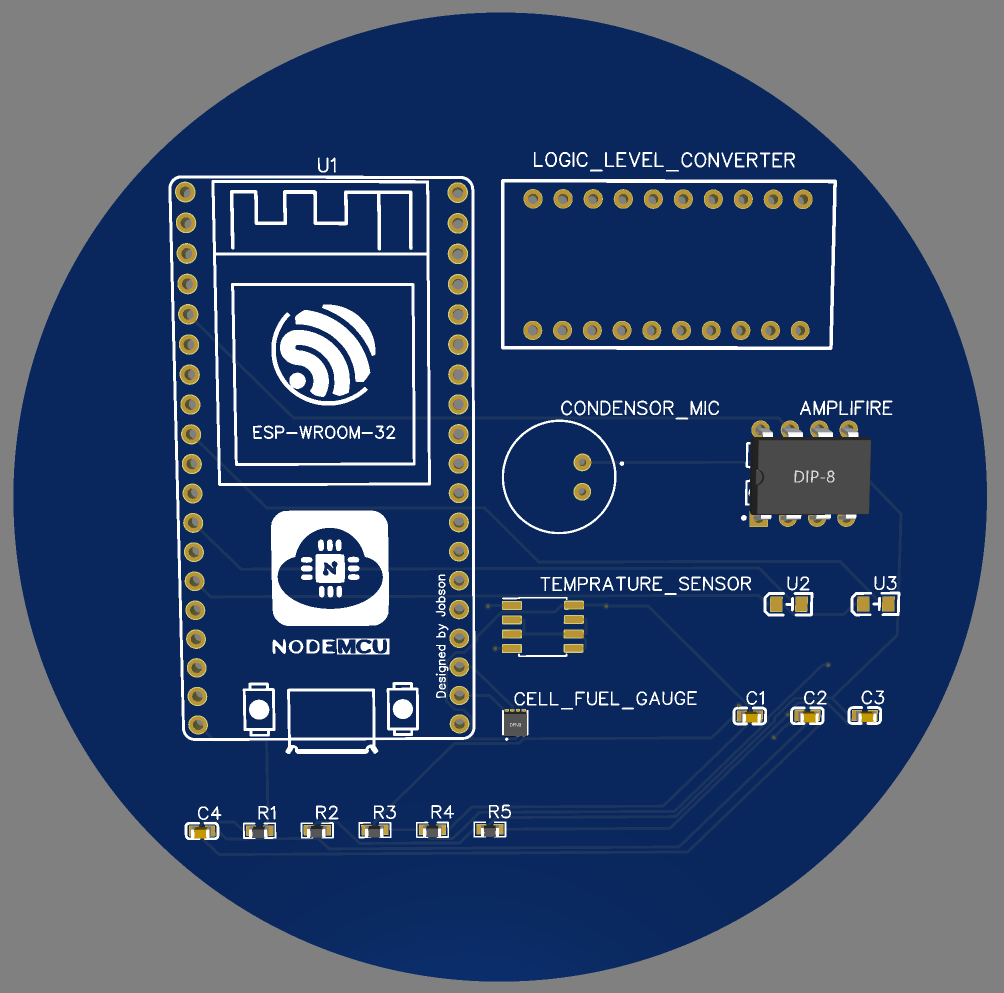 U1
LOGIC_LEVEL_CONVERTER
ESP-WROOM-32
CONDENSOR_MIC
AMPLIFIRE
DIP-8
N
NODEMCU
Designed by Jobson
TEMPRATURE_SENSOR
U2
U3
CELL_FUEL_GAUGE
C1
C2
C3
C4
R1
R2
R3
R4
R5